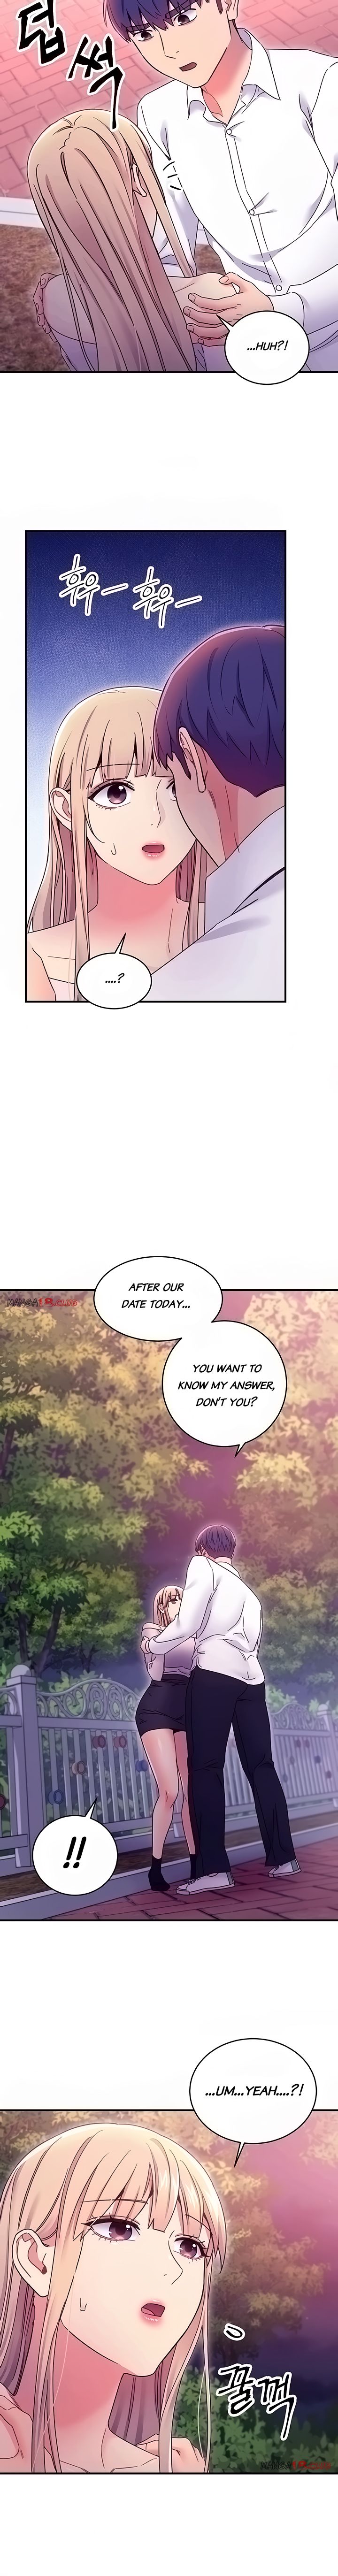 덥썩
...HUH?!
후우— 후우—
....?
AFTER OUR
DATE TODAY...
YOU WANT TO
KNOW MY ANSWER,
DON'T YOU?
!!
...UM...YEAH....?!
꿀꺽